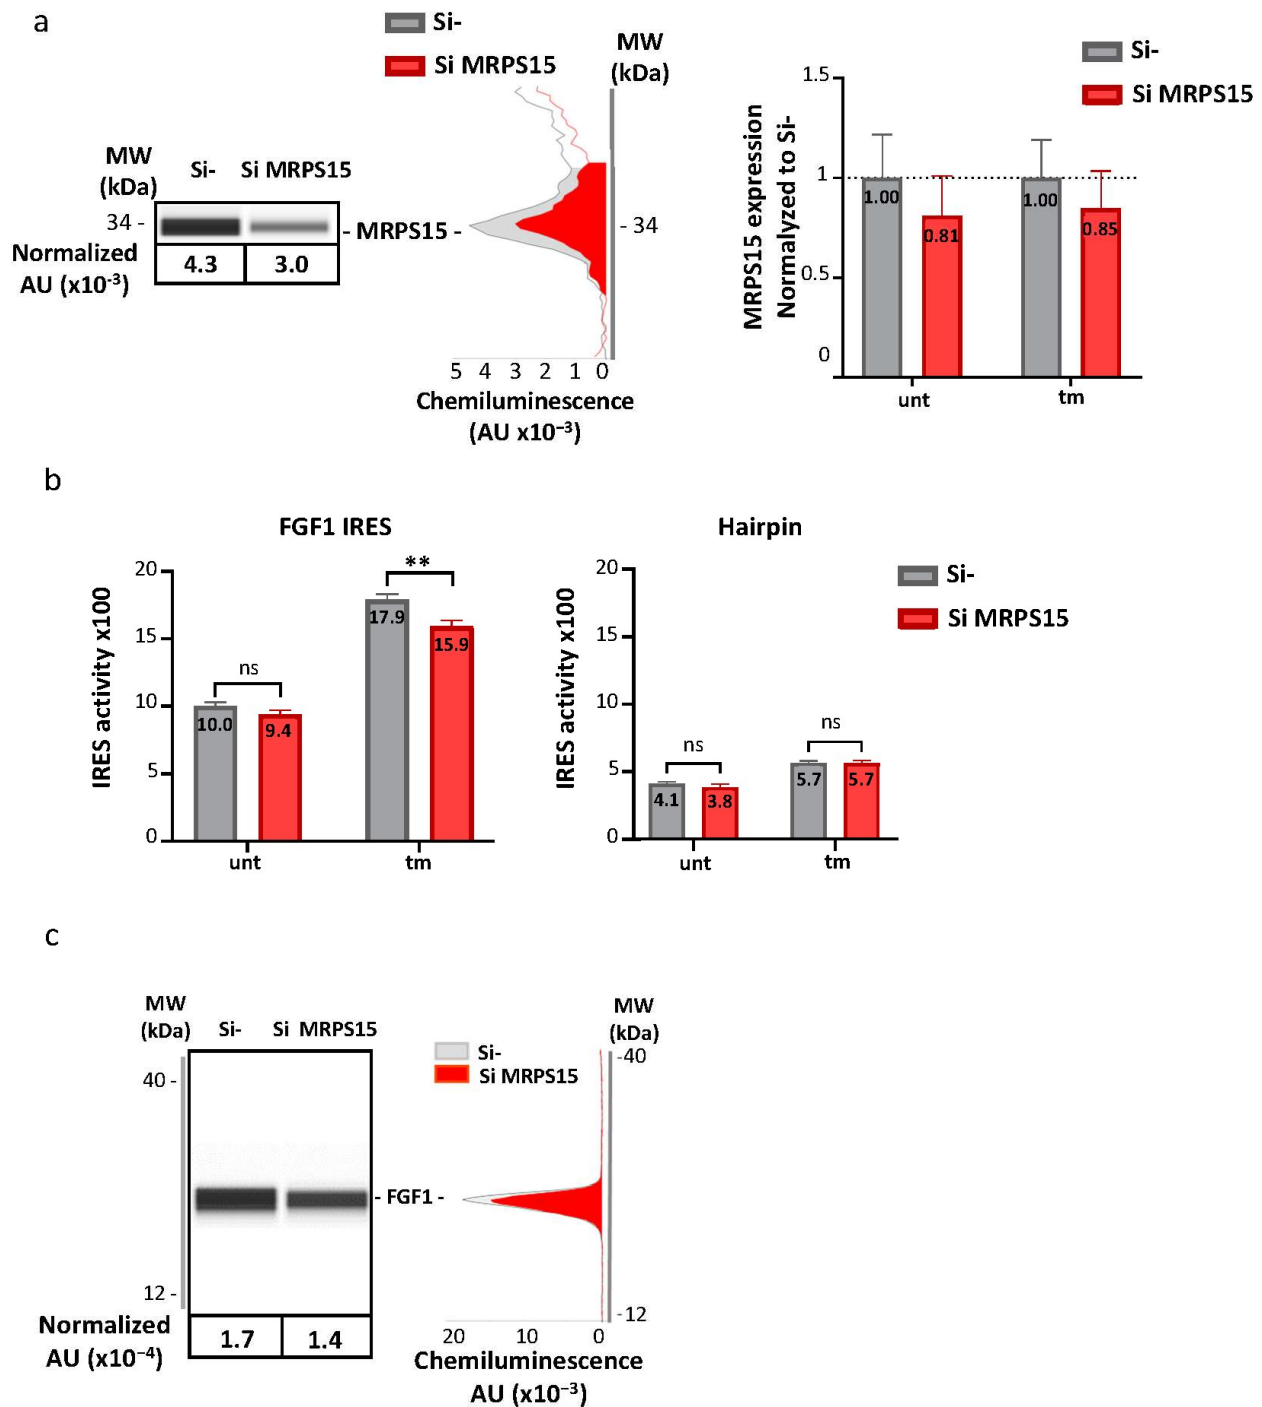 a
Si-
Si MRPS15
MW
(kDa)
MW
(kDa)
Si-
Si MRPS15
34 -
- MRPS15 -
- 34
Normalized
AU (x10-3)
4.3
3.0
5 4 3 2 1 0
Chemiluminescence
(AU x10–3)
Si-
Si MRPS15
MRPS15 expression
Normalyzed to Si-
1.5
1
0.5
0
1.00
0.81
1.00
0.85
unt
tm
b
FGF1 IRES
IRES activity x100
20
15
10
5
0
ns
**
10.0
9.4
17.9
15.9
unt
tm
Hairpin
IRES activity x100
20
15
10
5
0
ns
ns
4.1
3.8
5.7
5.7
unt
tm
Si-
Si MRPS15
c
MW
(kDa)
Si-
Si MRPS15
40 -
12 -
- FGF1 -
Normalized
AU (x10–4)
1.7
1.4
Si-
Si MRPS15
MW
(kDa)
-40
-12
20 10 0
Chemiluminescence
AU (x10–3)